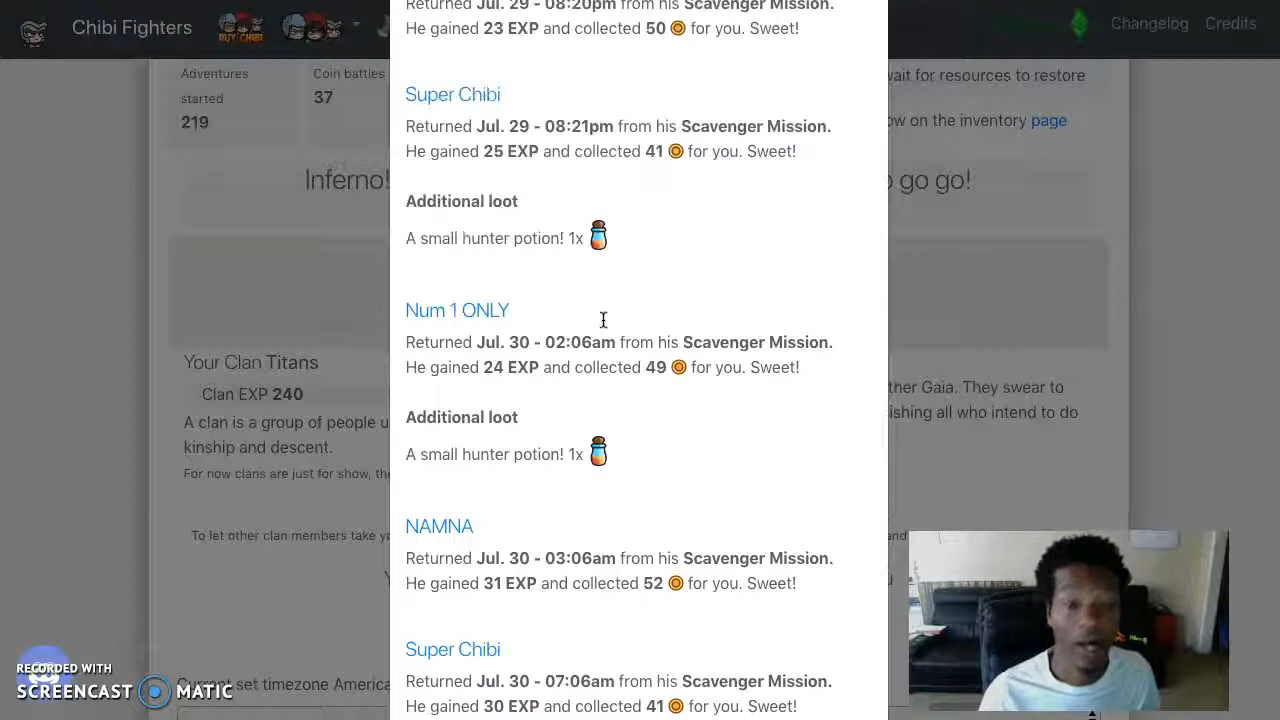 Chibi Fighters
BUY CHIBI
Changelog
Credits
Adventures
started
219
Coin battles
37
wait for resources to restore
ow on the inventory page
Inferno!
o go go!
Your Clan Titans
Clan EXP 240
A clan is a group of people u
kinship and descent.
For now clans are just for show, the
To let other clan members take yo
ther Gaia. They swear to
ishing all who intend to do
Current set timezone America
Returned Jul. 29 - 08:20pm from his Scavenger Mission.
He gained 23 EXP and collected 50 for you. Sweet!
Super Chibi
Returned Jul. 29 - 08:21pm from his Scavenger Mission.
He gained 25 EXP and collected 41 for you. Sweet!
Additional loot
A small hunter potion! 1x
Num 1 ONLY
Returned Jul. 30 - 02:06am from his Scavenger Mission.
He gained 24 EXP and collected 49 for you. Sweet!
Additional loot
A small hunter potion! 1x
NAMNA
Returned Jul. 30 - 03:06am from his Scavenger Mission.
He gained 31 EXP and collected 52 for you. Sweet!
Super Chibi
Returned Jul. 30 - 07:06am from his Scavenger Mission.
He gained 30 EXP and collected 41 for you. Sweet!
RECORDED WITH
SCREENCAST MATIC